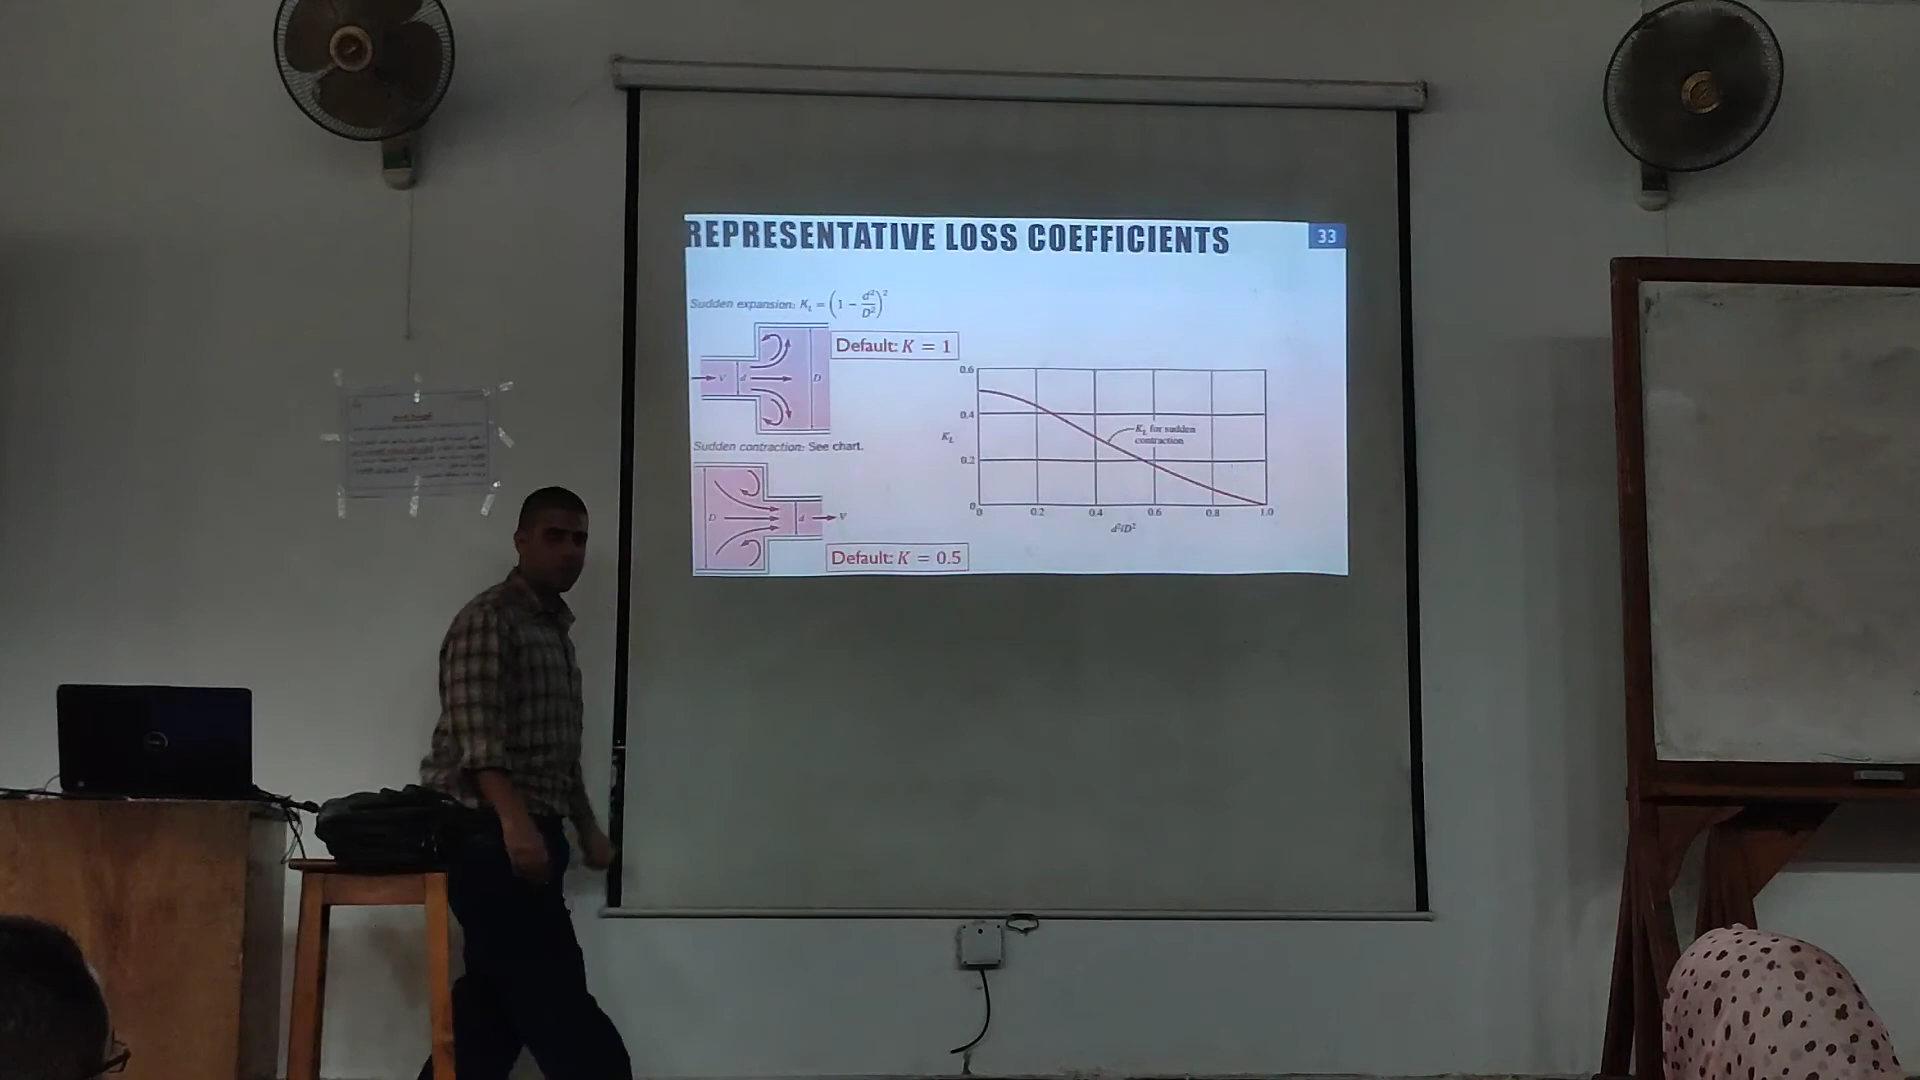 REPRESENTATIVE LOSS COEFFICIENTS
33
Sudden expansion: K_L = (1 - d²/D²)²
Default: K = 1
V d D
Sudden contraction: See chart.
D d V
Default: K = 0.5
0.6
0.4
K_L
0.2
0
K_L for sudden
contraction
0 0.2 0.4 0.6 0.8 1.0
d²/D²